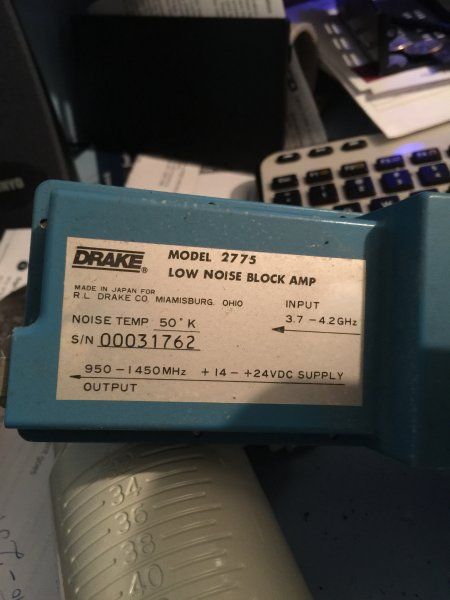 DRAKE®
MODEL 2775
LOW NOISE BLOCK AMP
MADE IN JAPAN FOR
R.L. DRAKE CO. MIAMISBURG, OHIO
INPUT
3.7 – 4.2GHz
NOISE TEMP 50°K
S/N 00031762
950 – 1450MHz +14 – +24VDC SUPPLY
OUTPUT
34
36
38
40